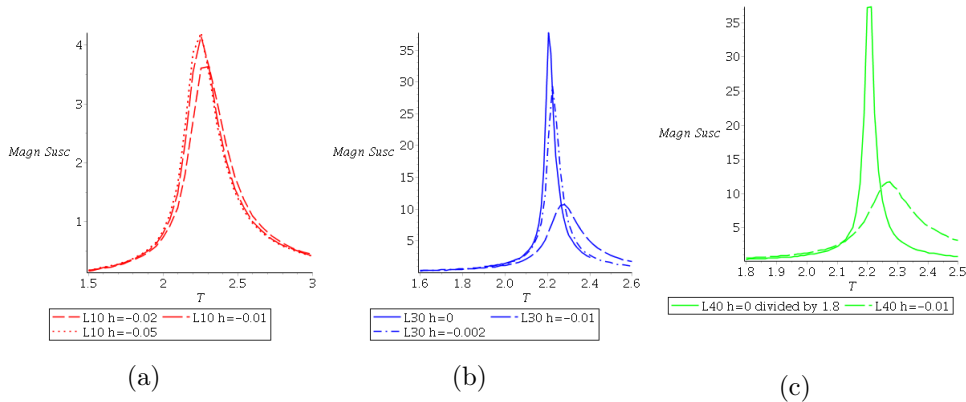 4
3
2
1
Magn Susc
1.5
2
2.5
3
T
L10 h=−0.02
L10 h=−0.01
L10 h=−0.05
(a)
35
30
25
20
15
10
5
Magn Susc
1.6
1.8
2.0
2.2
2.4
2.6
T
L30 h=0
L30 h=−0.01
L30 h=−0.002
(b)
35
30
25
20
15
10
5
Magn Susc
1.8
1.9
2.0
2.1
2.2
2.3
2.4
2.5
T
L40 h=0 divided by 1.8
L40 h=−0.01
(c)